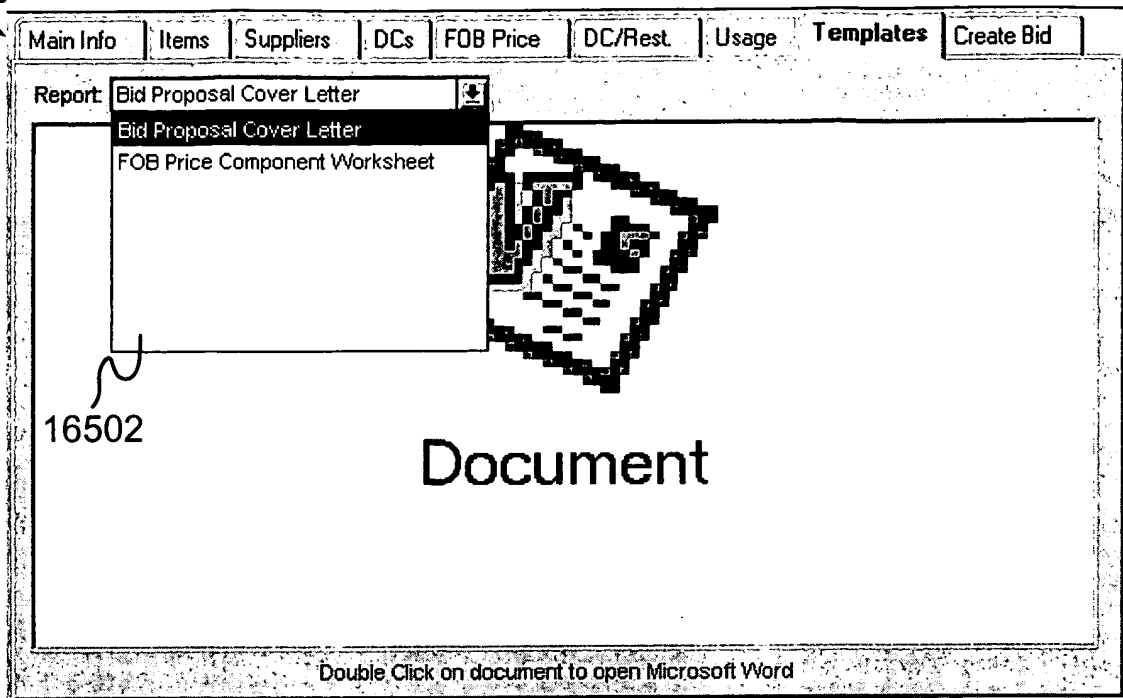 Main Info Items Suppliers DCs FOB Price DC/Rest. Usage Templates Create Bid
Report: Bid Proposal Cover Letter
Bid Proposal Cover Letter
FOB Price Component Worksheet
16502
Document
Double Click on document to open Microsoft Word